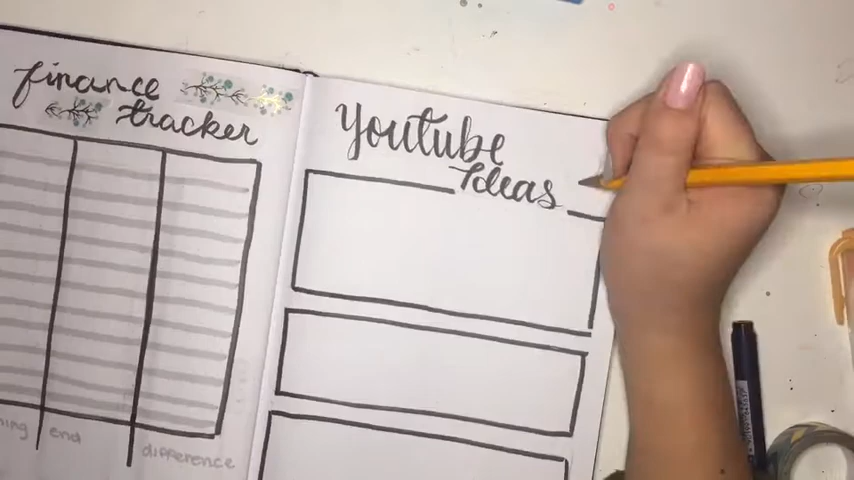 finance
tracker
Youtube
Ideas
end
difference